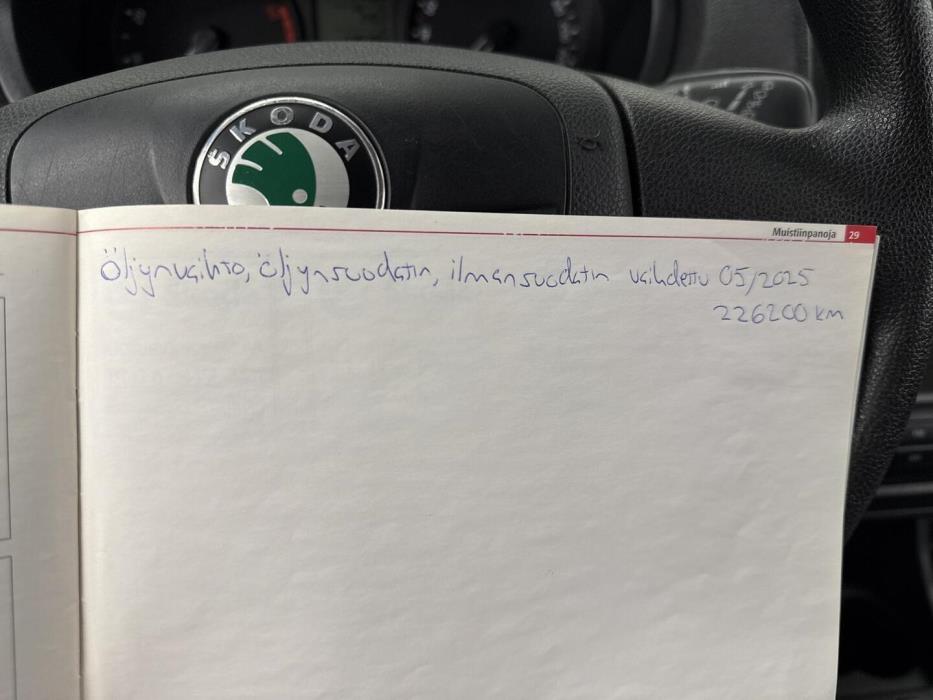 ŠKODA
Muistiinpanoja 29
Öljynvaihto, öljynsuodatin, ilmansuodatin vaihdettu 05/2025
226200 km